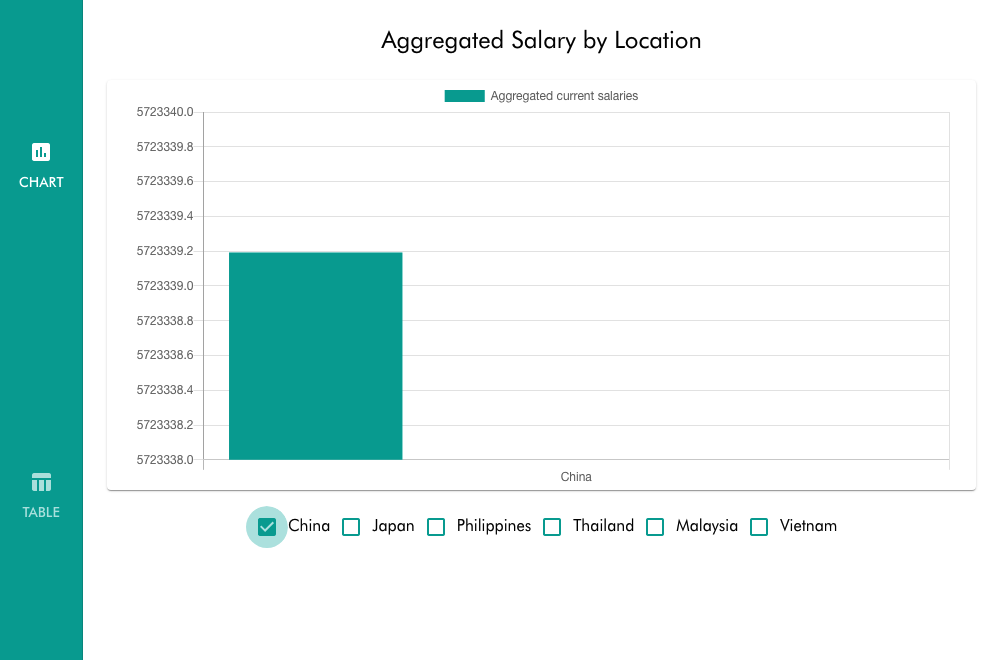 Aggregated Salary by Location
Aggregated current salaries
5723340.0
5723339.8
5723339.6
5723339.4
5723339.2
5723339.0
5723338.8
5723338.6
5723338.4
5723338.2
5723338.0
China
CHART
TABLE
China Japan Philippines Thailand Malaysia Vietnam